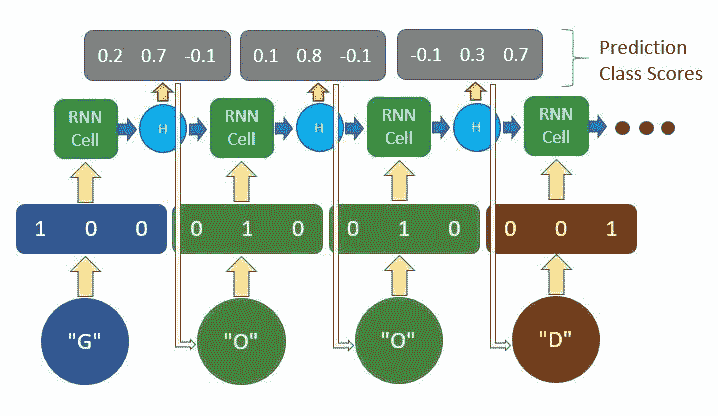 0.2 0.7 -0.1 0.1 0.8 -0.1 -0.1 0.3 0.7
Prediction
Class Scores
RNN
Cell
H
RNN
Cell
H
RNN
Cell
H
RNN
Cell
1 0 0 0 1 0 0 1 0 0 0 1
"G" "O" "O" "D"